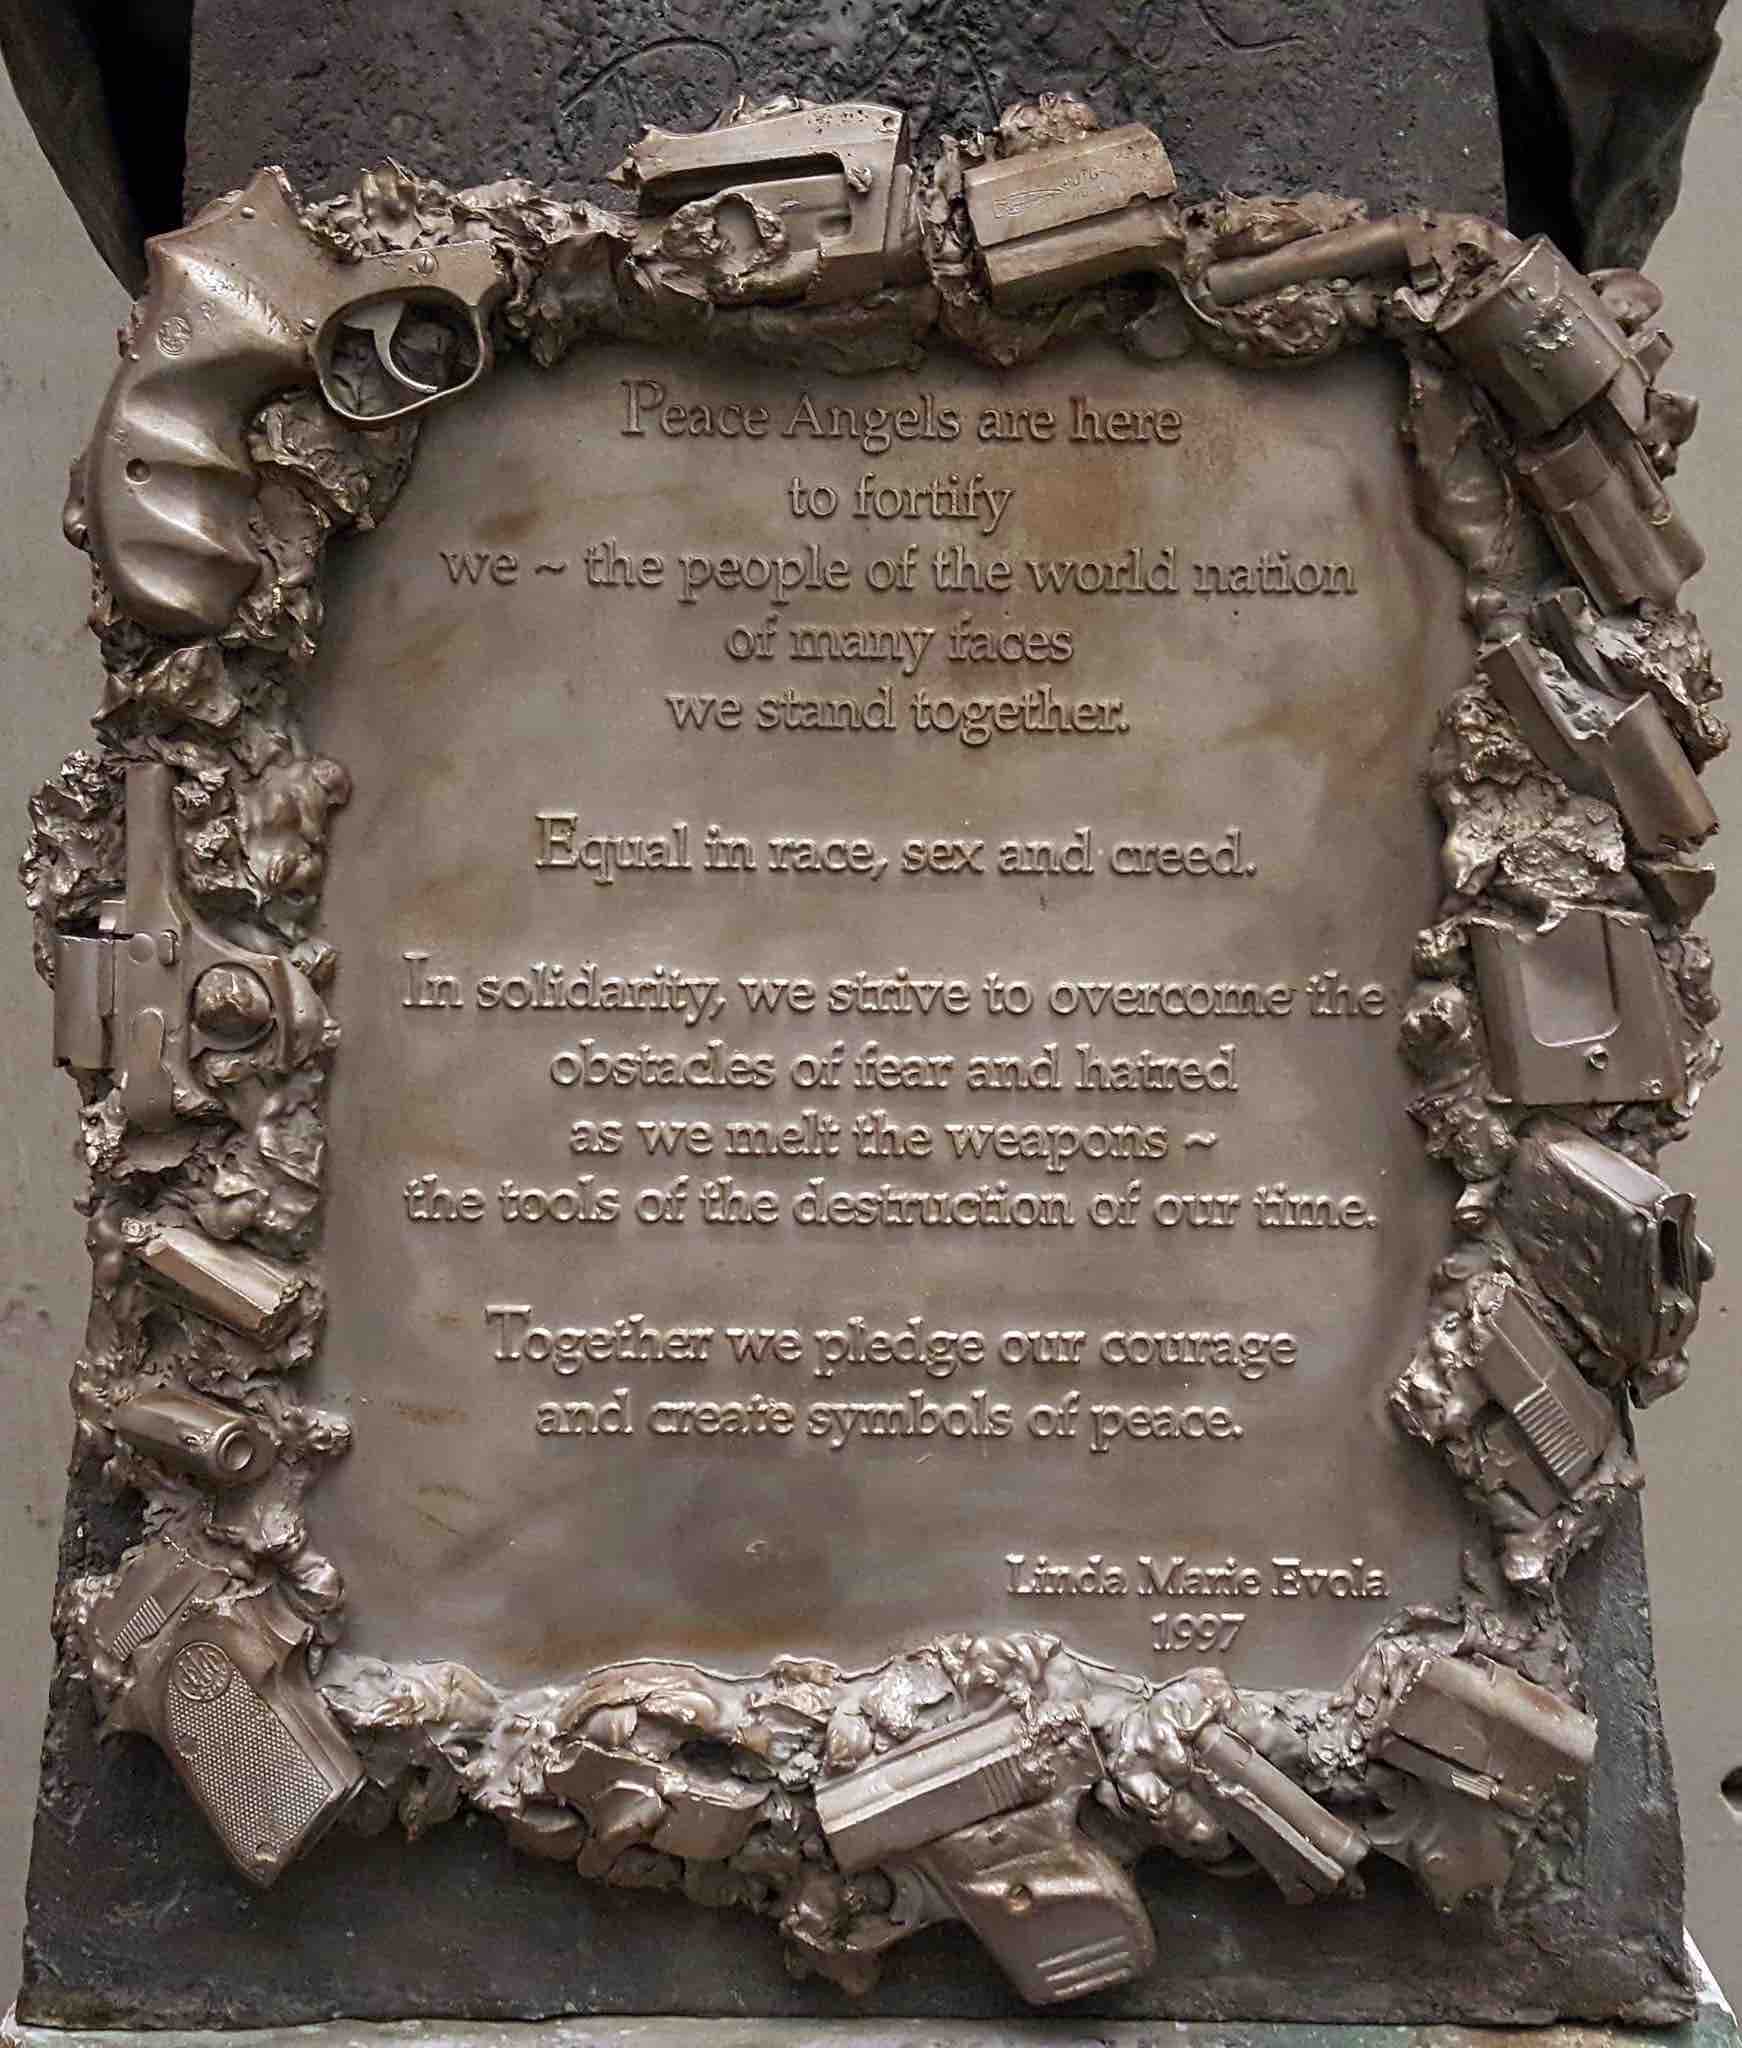 Peace Angels are here
to fortify
we ~ the people of the world nation
of many faces
we stand together.
Equal in race, sex and creed.
In solidarity, we strive to overcome the
obstacles of fear and hatred
as we melt the weapons ~
the tools of the destruction of our time.
Together we pledge our courage
and create symbols of peace.
Linda Marie Evola
1997